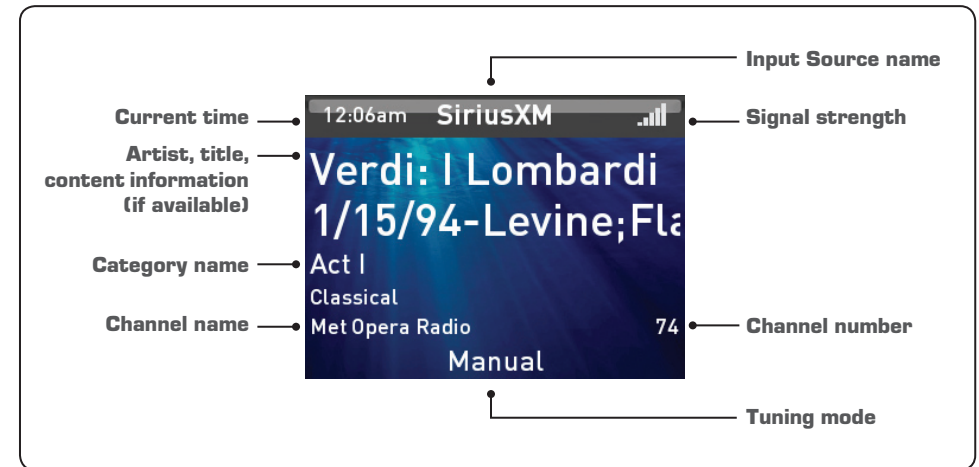 Input Source name
Current time
12:06am SiriusXM
Signal strength
Artist, title,
content information
(if available)
Verdi: I Lombardi
1/15/94-Levine;Fla
Category name
Act I
Classical
Channel name
Met Opera Radio 74
Channel number
Manual
Tuning mode